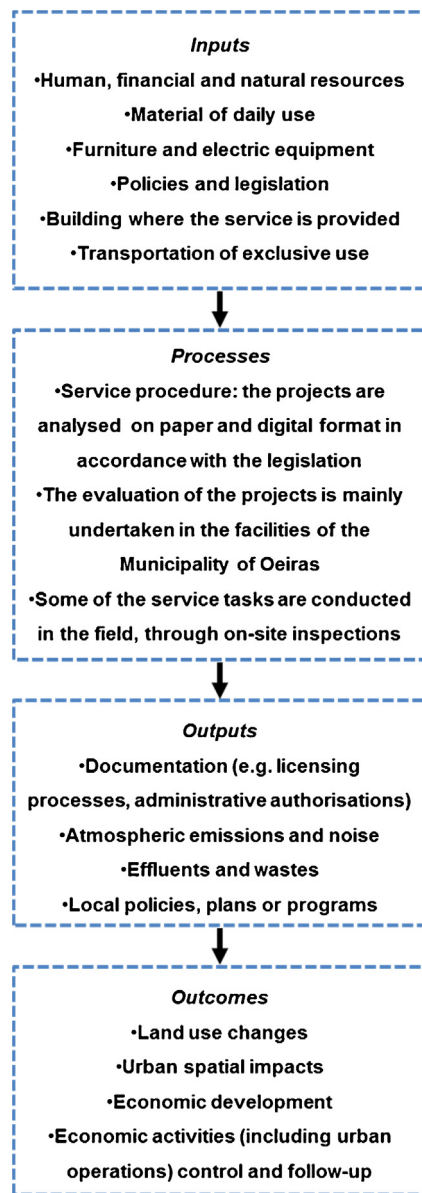 Inputs
•Human, financial and natural resources
•Material of daily use
•Furniture and electric equipment
•Policies and legislation
•Building where the service is provided
•Transportation of exclusive use
Processes
•Service procedure: the projects are
analysed on paper and digital format in
accordance with the legislation
•The evaluation of the projects is mainly
undertaken in the facilities of the
Municipality of Oeiras
•Some of the service tasks are conducted
in the field, through on-site inspections
Outputs
•Documentation (e.g. licensing
processes, administrative authorisations)
•Atmospheric emissions and noise
•Effluents and wastes
•Local policies, plans or programs
Outcomes
•Land use changes
•Urban spatial impacts
•Economic development
•Economic activities (including urban
operations) control and follow-up